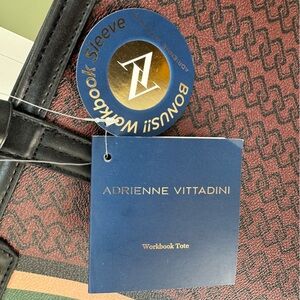 BONUS!! Workbook Sleeve
ADRIENNE VITTADINI
Workbook Tote